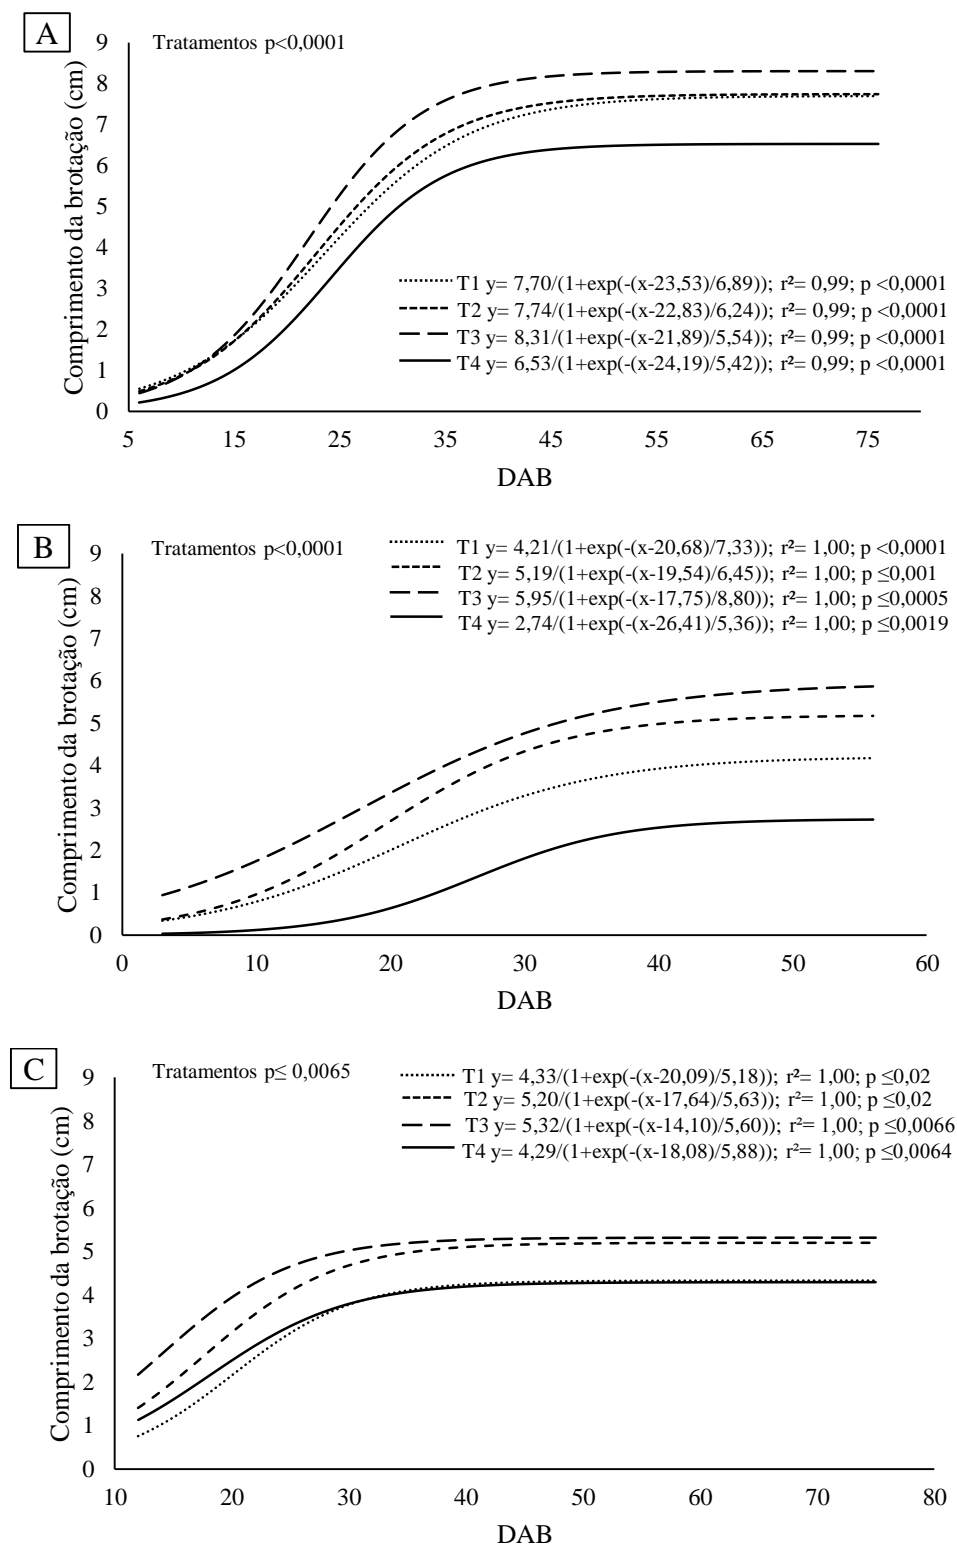 A
Tratamentos p<0,0001
Comprimento da brotação (cm)
9
8
7
6
5
4
3
2
1
0
T1 y= 7,70/(1+exp(-(x-23,53)/6,89)); r²= 0,99; p <0,0001
T2 y= 7,74/(1+exp(-(x-22,83)/6,24)); r²= 0,99; p <0,0001
T3 y= 8,31/(1+exp(-(x-21,89)/5,54)); r²= 0,99; p <0,0001
T4 y= 6,53/(1+exp(-(x-24,19)/5,42)); r²= 0,99; p <0,0001
5 15 25 35 45 55 65 75
DAB
B
Tratamentos p<0,0001
T1 y= 4,21/(1+exp(-(x-20,68)/7,33)); r²= 1,00; p <0,0001
T2 y= 5,19/(1+exp(-(x-19,54)/6,45)); r²= 1,00; p ≤0,001
T3 y= 5,95/(1+exp(-(x-17,75)/8,80)); r²= 1,00; p ≤0,0005
T4 y= 2,74/(1+exp(-(x-26,41)/5,36)); r²= 1,00; p ≤0,0019
Comprimento da brotação (cm)
9
8
7
6
5
4
3
2
1
0
0 10 20 30 40 50 60
DAB
C
Tratamentos p≤ 0,0065
T1 y= 4,33/(1+exp(-(x-20,09)/5,18)); r²= 1,00; p ≤0,02
T2 y= 5,20/(1+exp(-(x-17,64)/5,63)); r²= 1,00; p ≤0,02
T3 y= 5,32/(1+exp(-(x-14,10)/5,60)); r²= 1,00; p ≤0,0066
T4 y= 4,29/(1+exp(-(x-18,08)/5,88)); r²= 1,00; p ≤0,0064
Comprimento da brotação (cm)
9
8
7
6
5
4
3
2
1
0
10 20 30 40 50 60 70 80
DAB